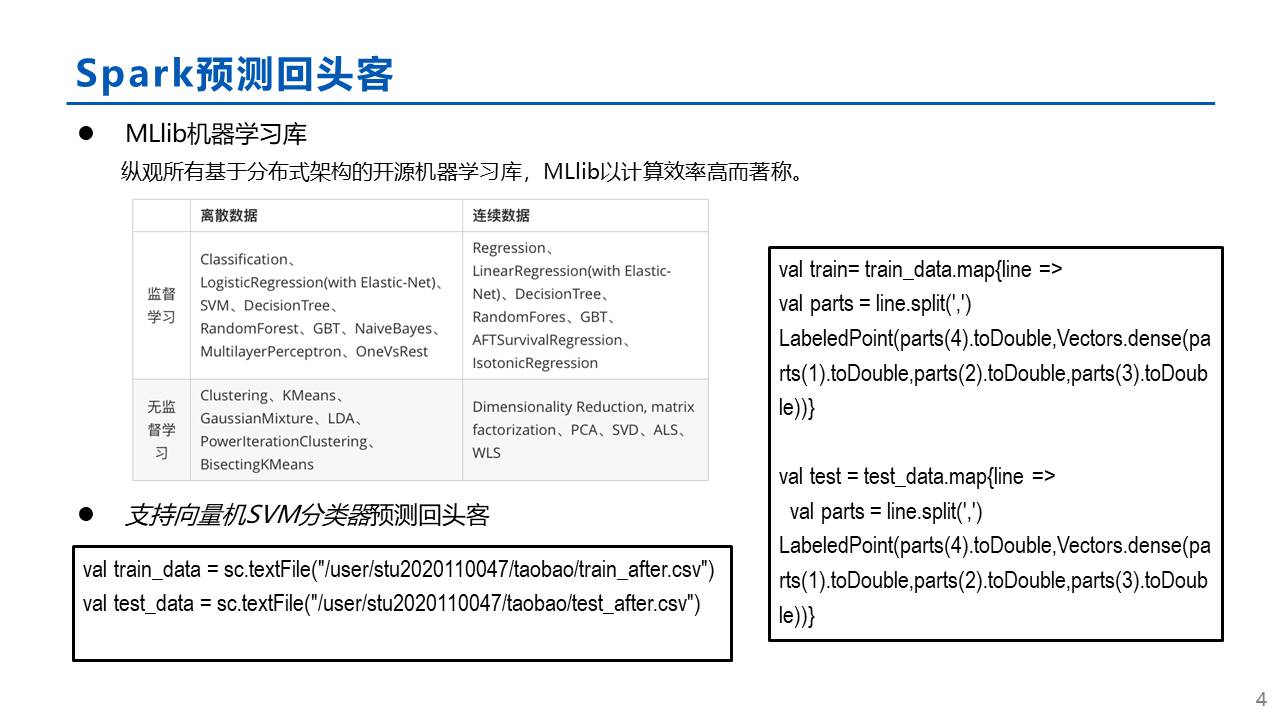 Spark预测回头客
● MLlib机器学习库
纵观所有基于分布式架构的开源机器学习库，MLlib以计算效率高而著称。
离散数据
连续数据
监督
学习
Classification、
LogisticRegression(with Elastic-Net)、
SVM、DecisionTree、
RandomForest、GBT、NaiveBayes、
MultilayerPerceptron、OneVsRest
Regression、
LinearRegression(with Elastic-
Net)、DecisionTree、
RandomFores、GBT、
AFTSurvivalRegression、
IsotonicRegression
无监
督学
习
Clustering、KMeans、
GaussianMixture、LDA、
PowerIterationClustering、
BisectingKMeans
Dimensionality Reduction, matrix
factorization、PCA、SVD、ALS、
WLS
● 支持向量机SVM分类器预测回头客
val train_data = sc.textFile("/user/stu2020110047/taobao/train_after.csv")
val test_data = sc.textFile("/user/stu2020110047/taobao/test_after.csv")
val train= train_data.map{line =>
val parts = line.split(',')
LabeledPoint(parts(4).toDouble,Vectors.dense(pa
rts(1).toDouble,parts(2).toDouble,parts(3).toDoub
le))}
val test = test_data.map{line =>
val parts = line.split(',')
LabeledPoint(parts(4).toDouble,Vectors.dense(pa
rts(1).toDouble,parts(2).toDouble,parts(3).toDoub
le))}
4